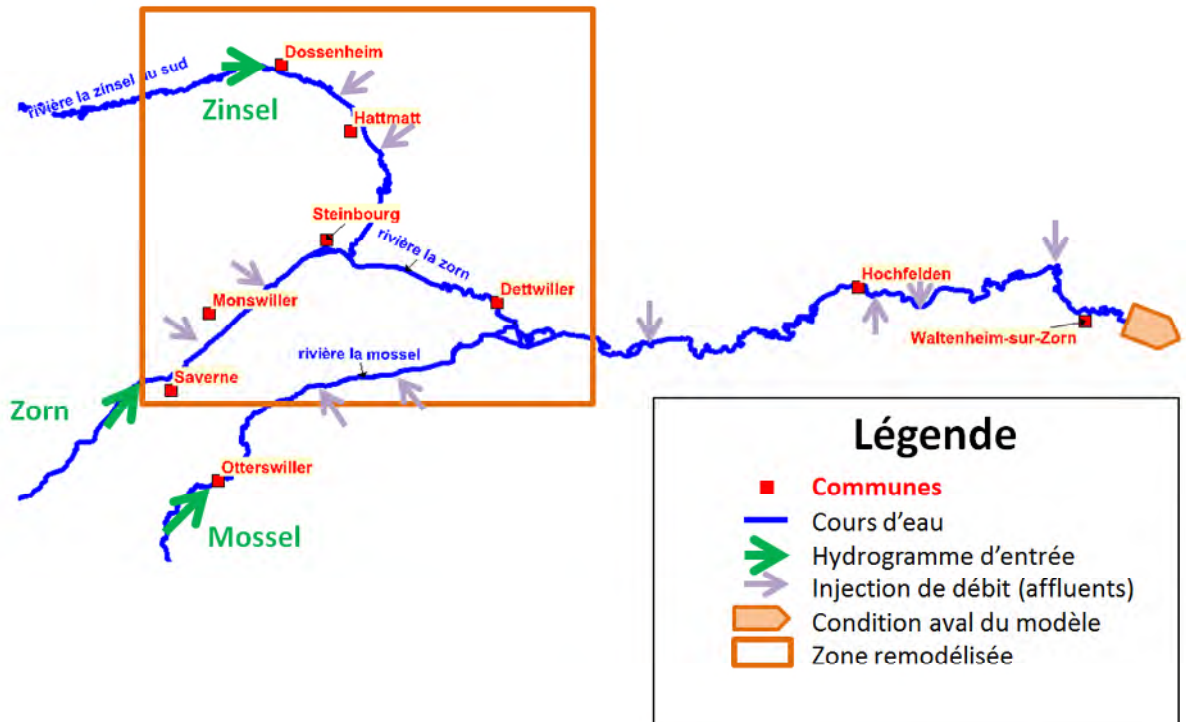 Dossenheim
rivière la zinsel du sud
Zinsel
Hattmatt
Steinbourg
rivière la zorn
Monswiller
Dettwiller
Hochfelden
Waltenheim-sur-Zorn
rivière la mossel
Saverne
Zorn
Otterswiller
Mossel
Légende
Communes
Cours d'eau
Hydrogramme d'entrée
Injection de débit (affluents)
Condition aval du modèle
Zone remodélisée